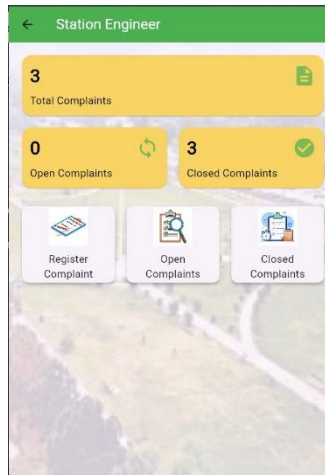 Station Engineer
3
Total Complaints
0
Open Complaints
3
Closed Complaints
Register
Complaint
Open
Complaints
Closed
Complaints